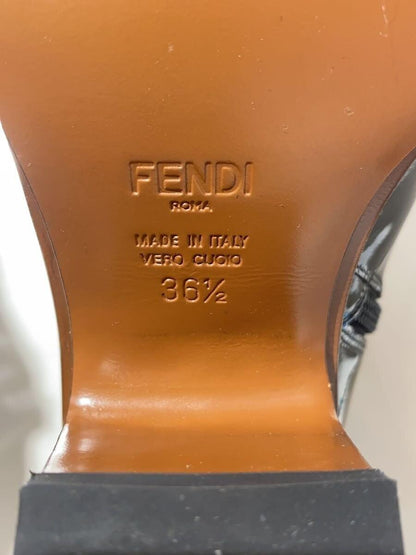 FENDI
ROMA
MADE IN ITALY
VERO CUOIO
36½